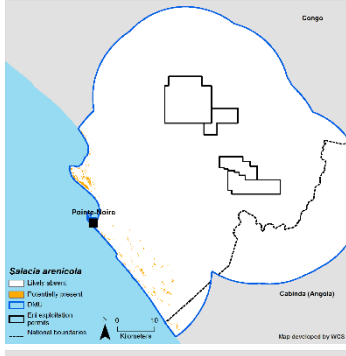 Congo
Pointe-Noire
Salacia arenicola
Likely absent
Potentially present
DMU
Eni exploitation
permits
National boundaries
N
0 10
Kilometers
Cabinda (Angola)
Map developed by WCS